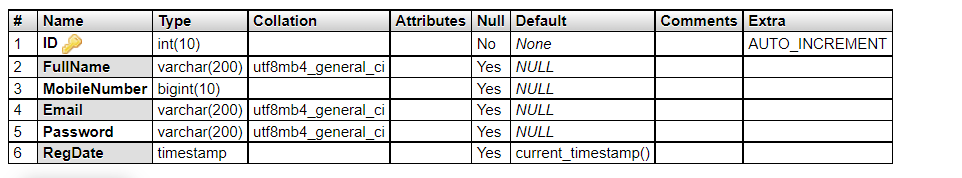 # Name Type Collation Attributes Null Default Comments Extra
1 ID int(10) No None AUTO_INCREMENT
2 FullName varchar(200) utf8mb4_general_ci Yes NULL
3 MobileNumber bigint(10) Yes NULL
4 Email varchar(200) utf8mb4_general_ci Yes NULL
5 Password varchar(200) utf8mb4_general_ci Yes NULL
6 RegDate timestamp Yes current_timestamp()